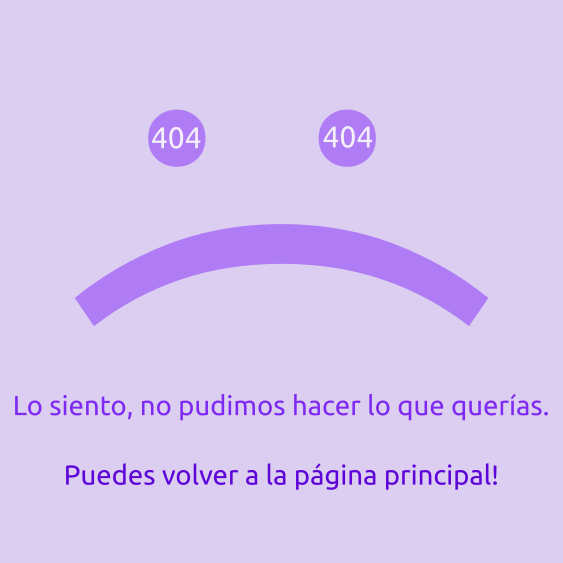 404 404
Lo siento, no pudimos hacer lo que querías.
Puedes volver a la página principal!